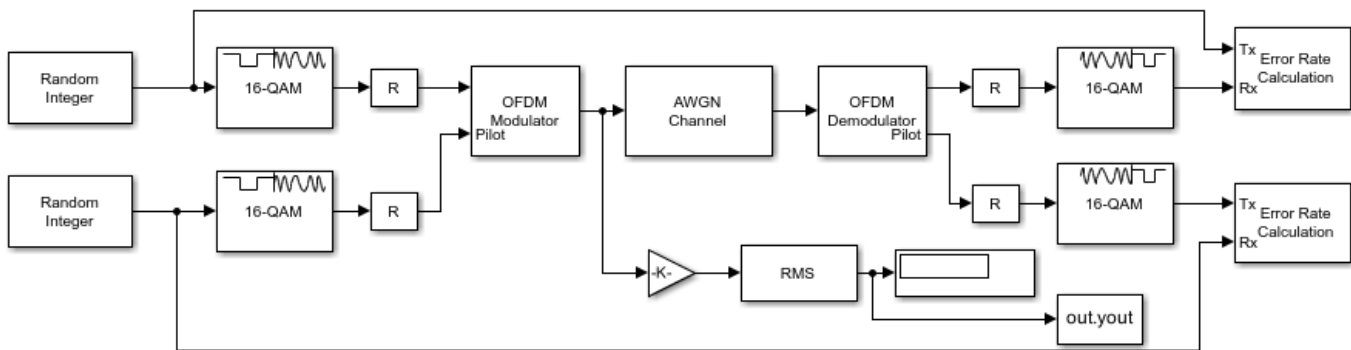 Random
Integer
16-QAM
R
OFDM
Modulator
Pilot
AWGN
Channel
OFDM
Demodulator
Pilot
R
16-QAM
Tx
Rx
Error Rate
Calculation
Random
Integer
16-QAM
R
R
16-QAM
Tx
Rx
Error Rate
Calculation
-K-
RMS
out.yout